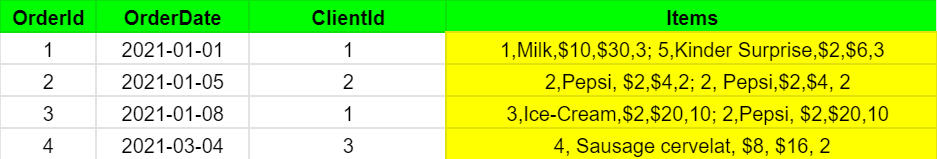 OrderId OrderDate ClientId Items
1 2021-01-01 1 1,Milk,$10,$30,3; 5,Kinder Surprise,$2,$6,3
2 2021-01-05 2 2,Pepsi, $2,$4,2; 2, Pepsi,$2,$4, 2
3 2021-01-08 1 3,Ice-Cream,$2,$20,10; 2,Pepsi, $2,$20,10
4 2021-03-04 3 4, Sausage cervelat, $8, $16, 2